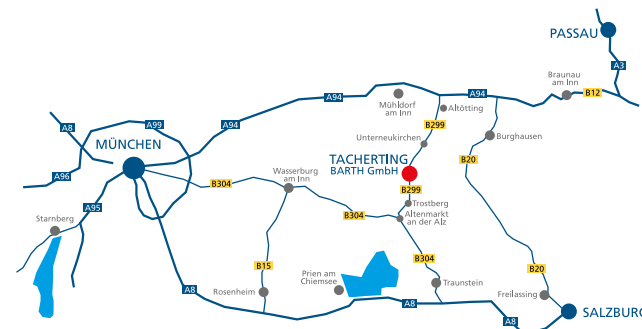 PASSAU
A3
Braunau
am Inn
B12
A94
A94
Mühldorf
am Inn
Altötting
A8
A99
A94
B299
Burghausen
MÜNCHEN
Unterneukirchen
B20
TACHERTING
BARTH GmbH
A96
B304
Wasserburg
am Inn
B299
A95
Trostberg
Starnberg
B304
Altenmarkt
an der Alz
B304
B15
Prien am
Chiemsee
B20
Rosenheim
Traunstein
Freilassing
A8
A8
SALZBURG